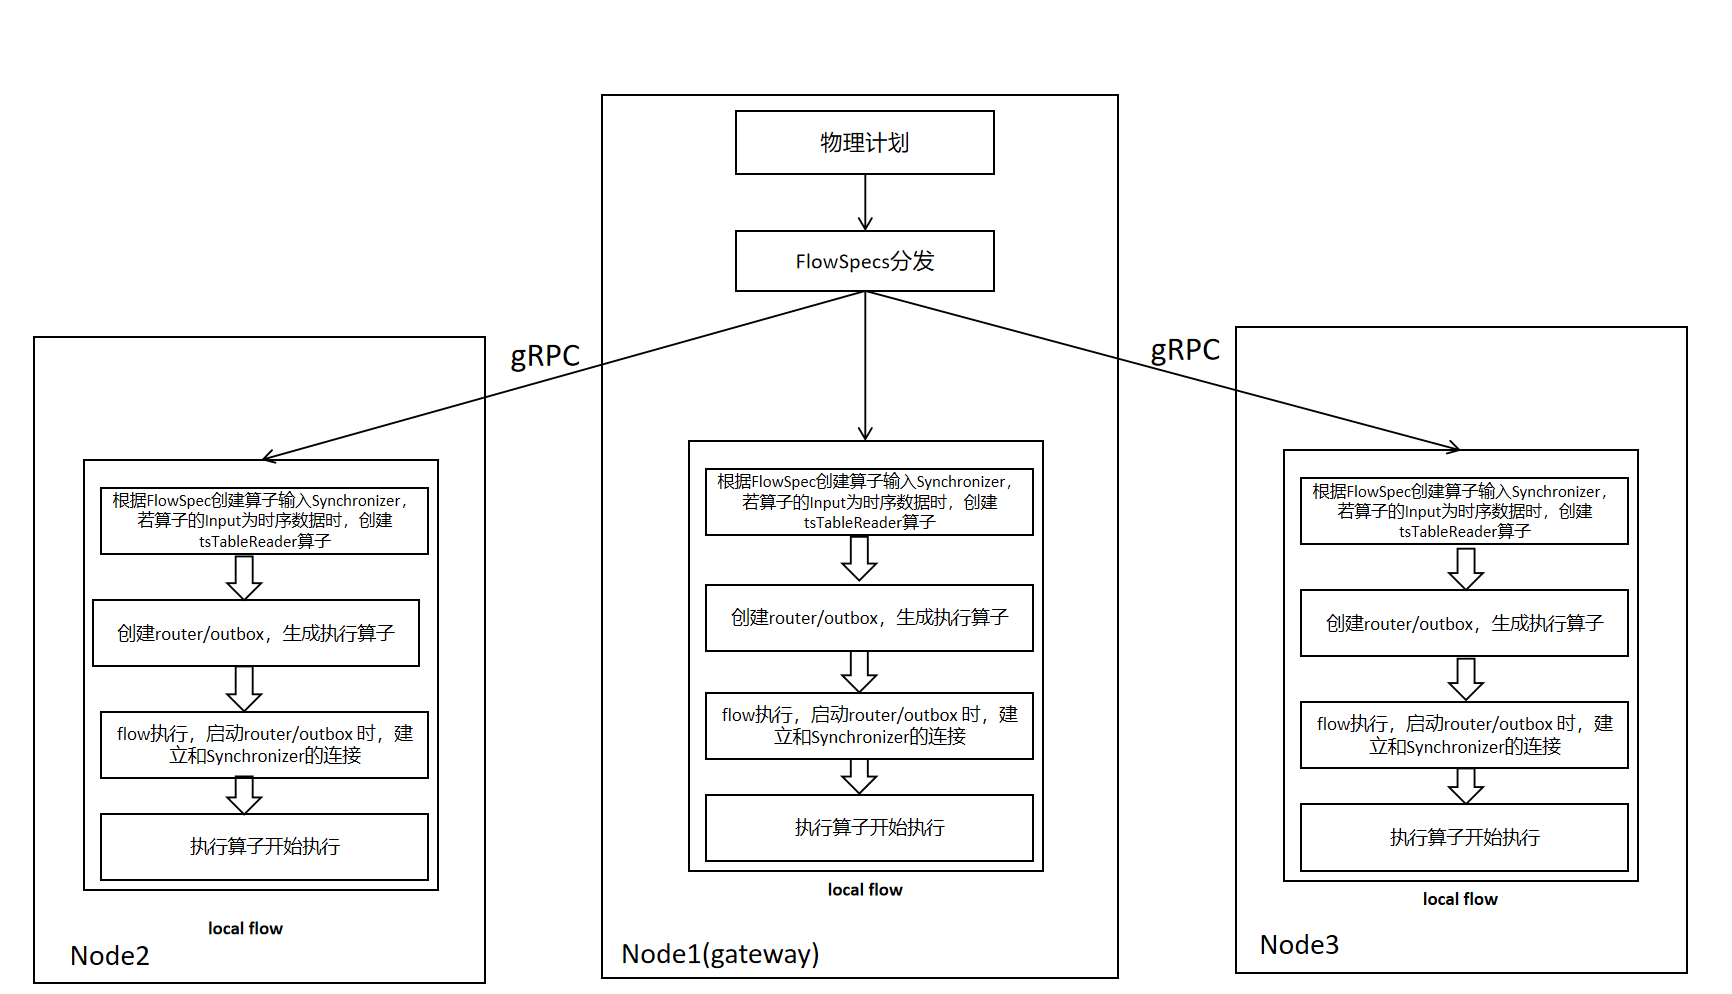 物理计划
FlowSpecs分发
gRPC
gRPC
根据FlowSpec创建算子输入Synchronizer，
若算子的Input为时序数据时，创建
tsTableReader算子
创建router/outbox，生成执行算子
flow执行，启动router/outbox 时，建
立和Synchronizer的连接
执行算子开始执行
local flow
Node2
根据FlowSpec创建算子输入Synchronizer，
若算子的Input为时序数据时，创建
tsTableReader算子
创建router/outbox，生成执行算子
flow执行，启动router/outbox 时，建
立和Synchronizer的连接
执行算子开始执行
local flow
Node1(gateway)
根据FlowSpec创建算子输入Synchronizer，
若算子的Input为时序数据时，创建
tsTableReader算子
创建router/outbox，生成执行算子
flow执行，启动router/outbox 时，建
立和Synchronizer的连接
执行算子开始执行
local flow
Node3